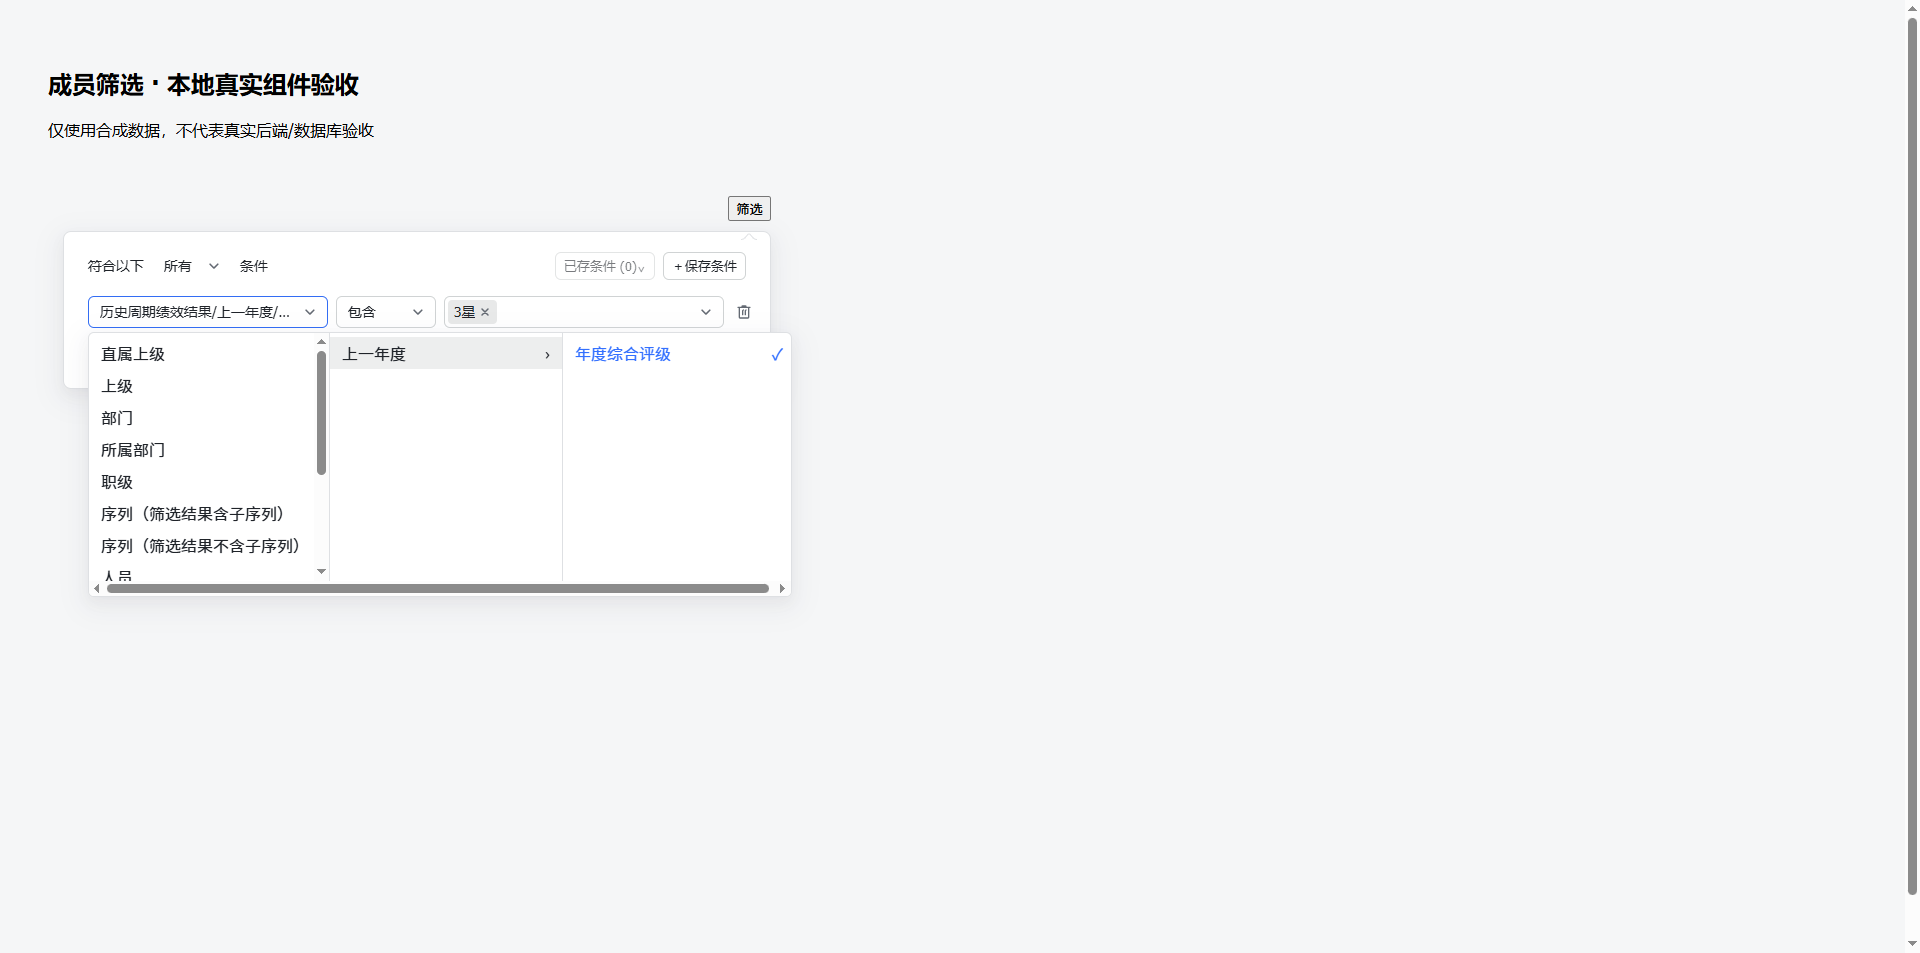 成员筛选 · 本地真实组件验收
仅使用合成数据，不代表真实后端/数据库验收
筛选
符合以下 所有 条件 已存条件 (0) + 保存条件
历史周期绩效结果/上一年度/... 包含 3星
直属上级 上一年度 年度综合评级
上级
部门
所属部门
职级
序列（筛选结果含子序列）
序列（筛选结果不含子序列）
人员